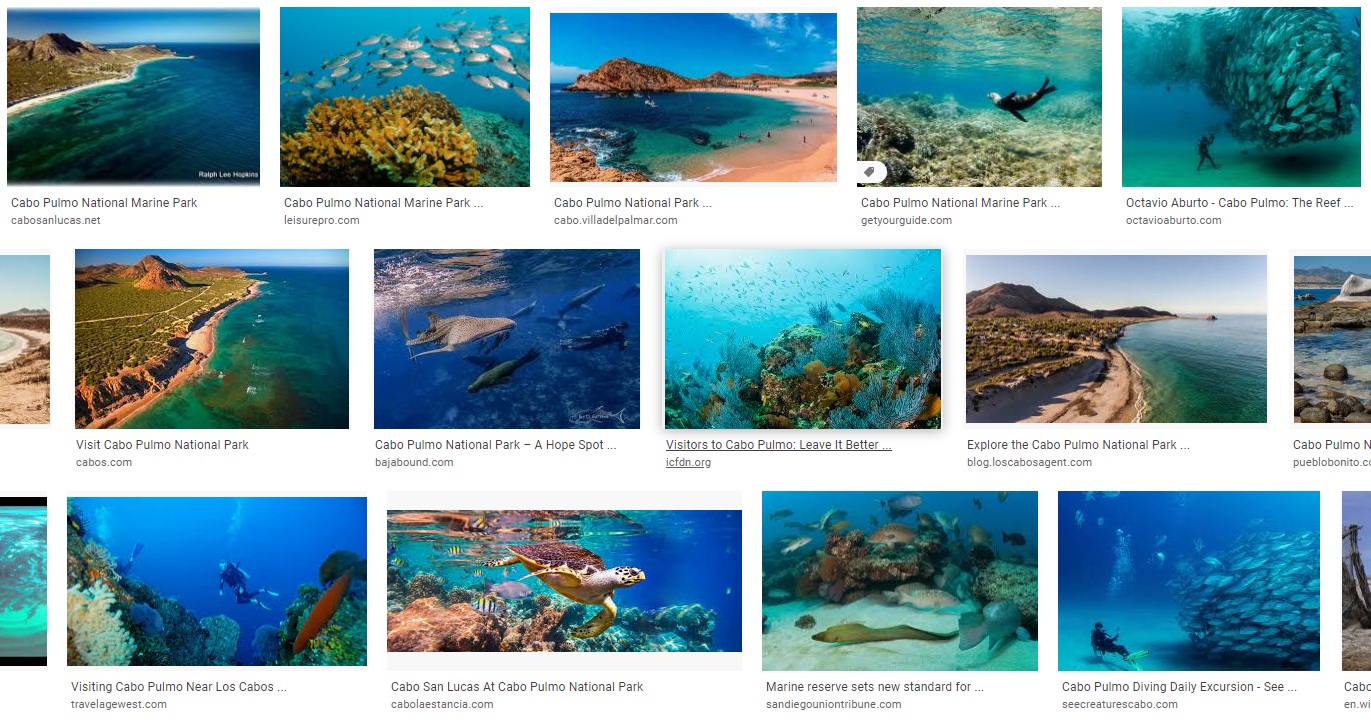 Ralph Lee Hopkins
Cabo Pulmo National Marine Park
cabosanlucas.net
Cabo Pulmo National Marine Park ...
leisurepro.com
Cabo Pulmo National Park ...
cabo.villadelpalmar.com
Cabo Pulmo National Marine Park ...
getyourguide.com
Octavio Aburto - Cabo Pulmo: The Reef ...
octavioaburto.com
Visit Cabo Pulmo National Park
cabos.com
Cabo Pulmo National Park – A Hope Spot ...
bajabound.com
Visitors to Cabo Pulmo: Leave It Better ...
icfdn.org
Explore the Cabo Pulmo National Park ...
blog.loscabosagent.com
Cabo Pulmo N
pueblobonito.co
Visiting Cabo Pulmo Near Los Cabos ...
travelagewest.com
Cabo San Lucas At Cabo Pulmo National Park
cabolaestancia.com
Marine reserve sets new standard for ...
sandiegouniontribune.com
Cabo Pulmo Diving Daily Excursion - See ...
seecreaturescabo.com
Cabo
en.wi